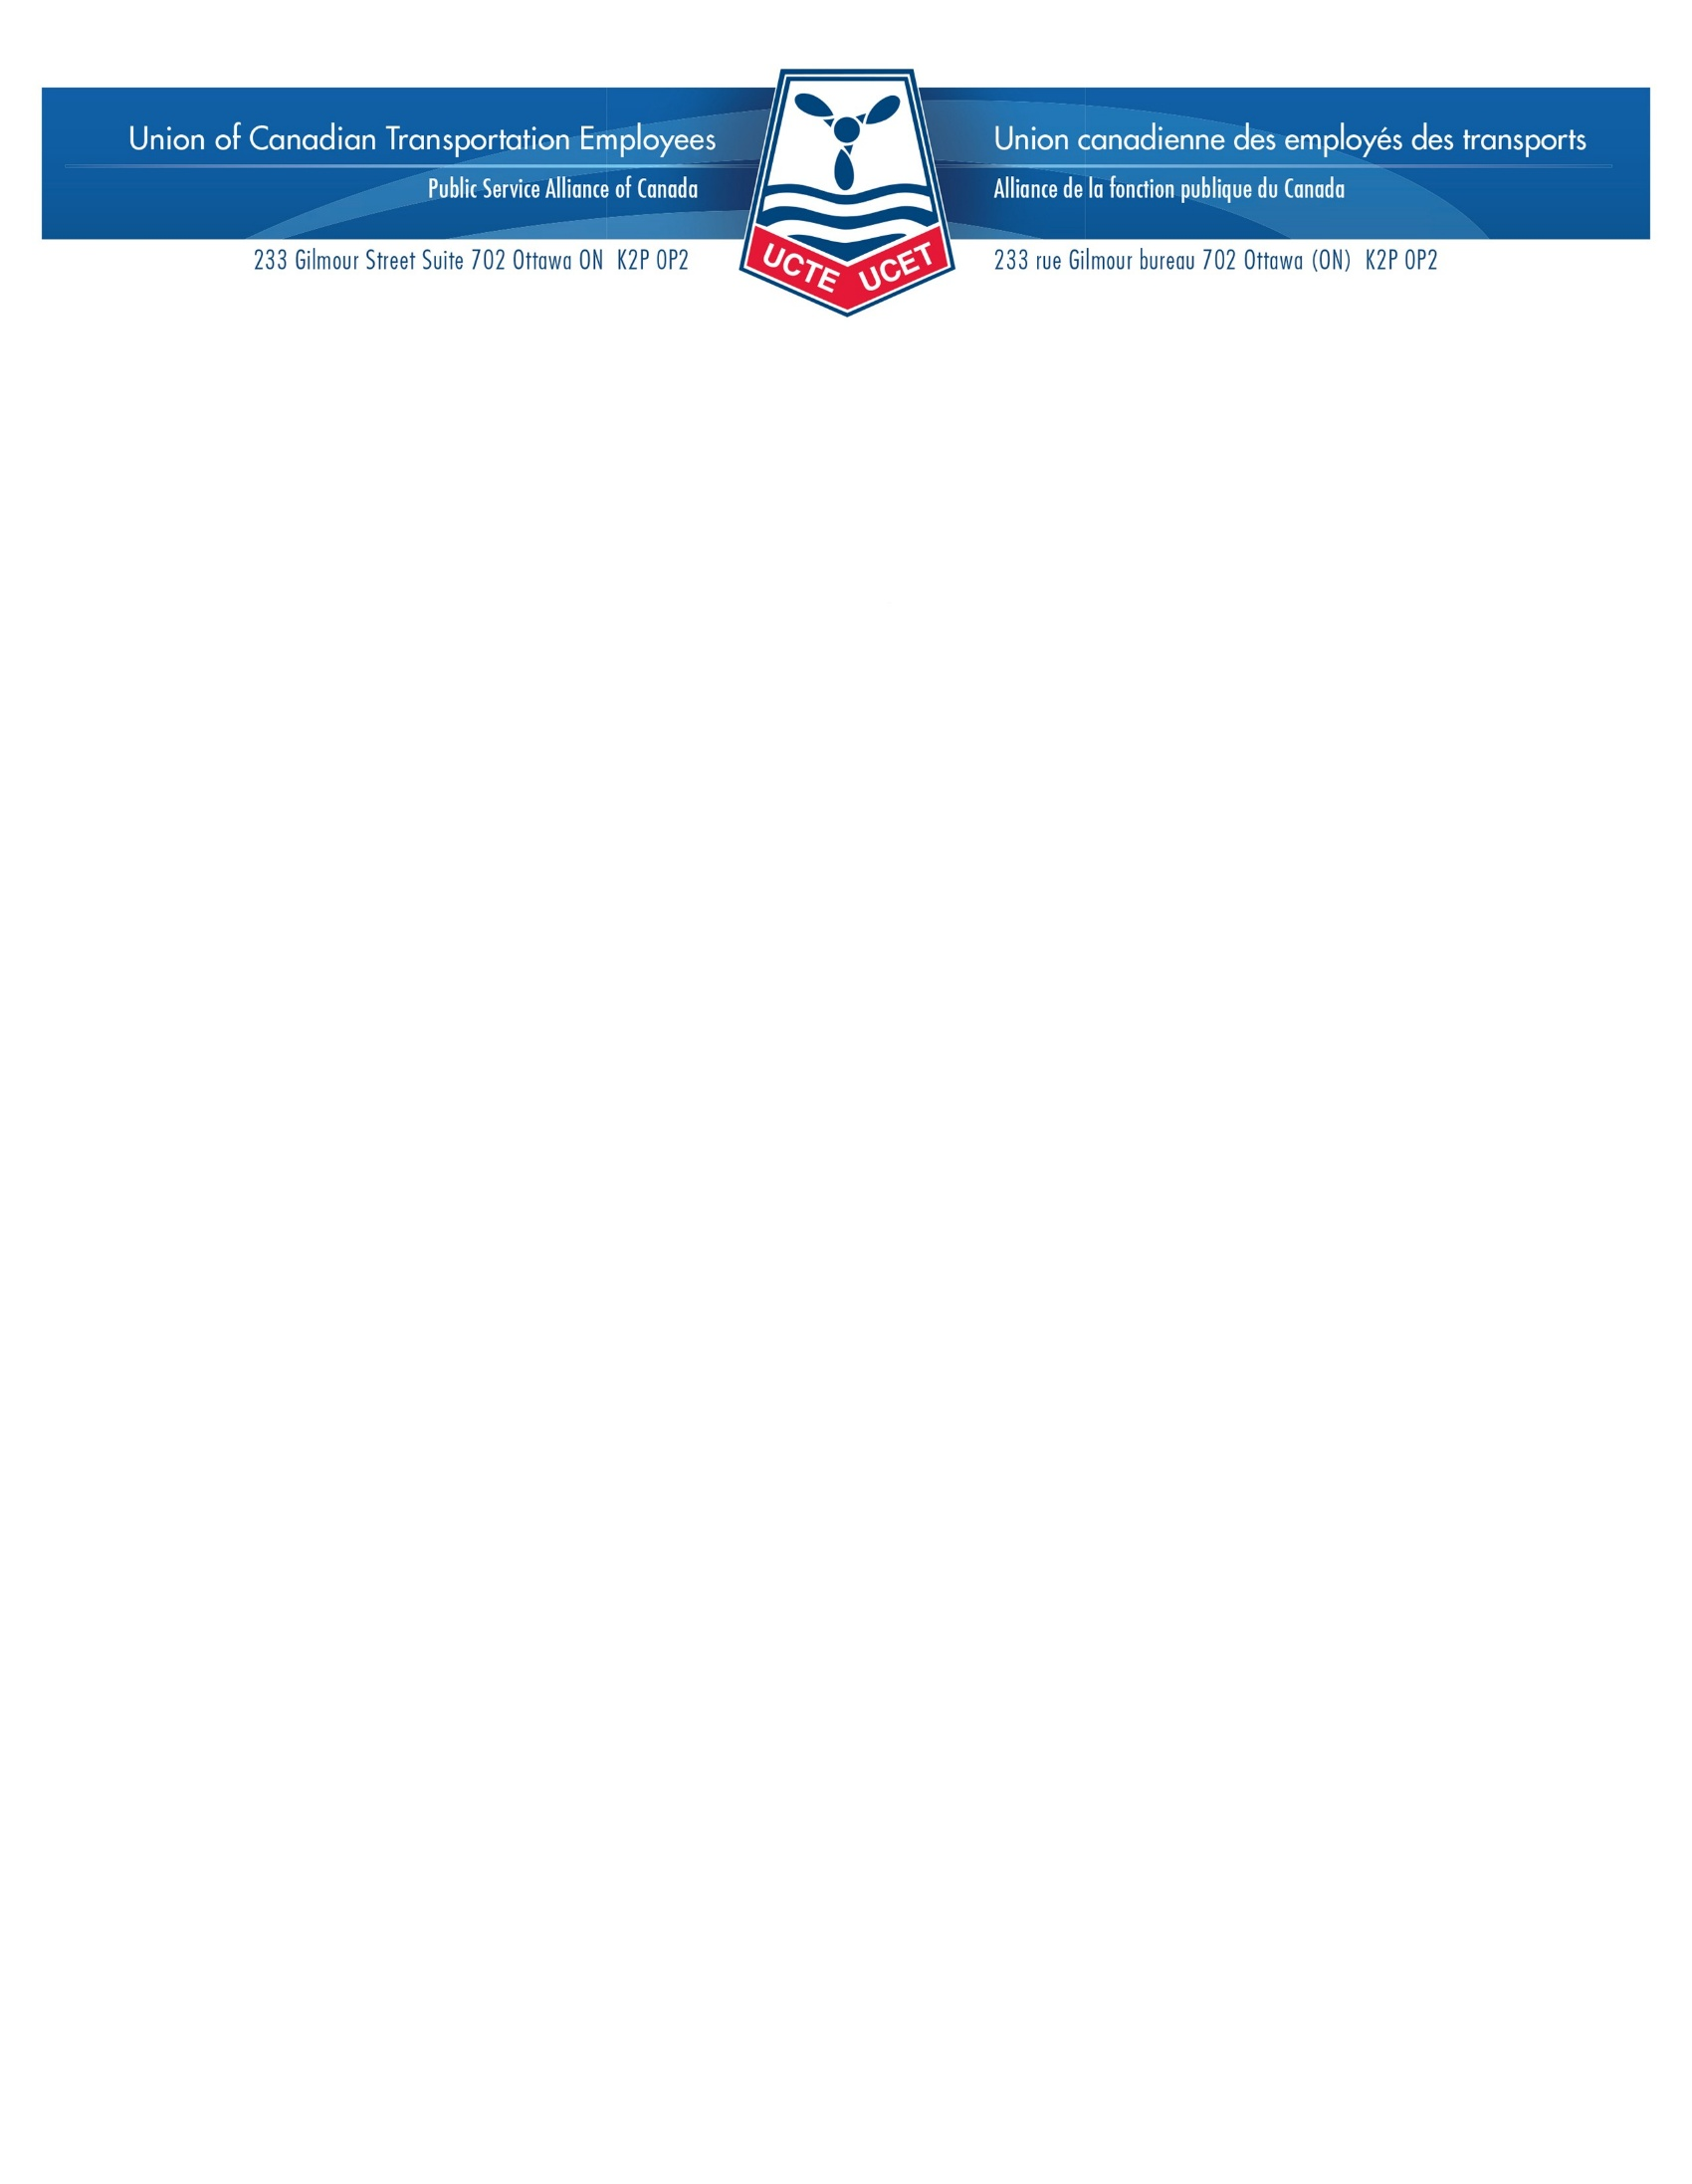 Union of Canadian Transportation Employees
Public Service Alliance of Canada
233 Gilmour Street Suite 702 Ottawa ON K2P 0P2
UCTE UCET
Union canadienne des employés des transports
Alliance de la fonction publique du Canada
233 rue Gilmour bureau 702 Ottawa (ON) K2P 0P2